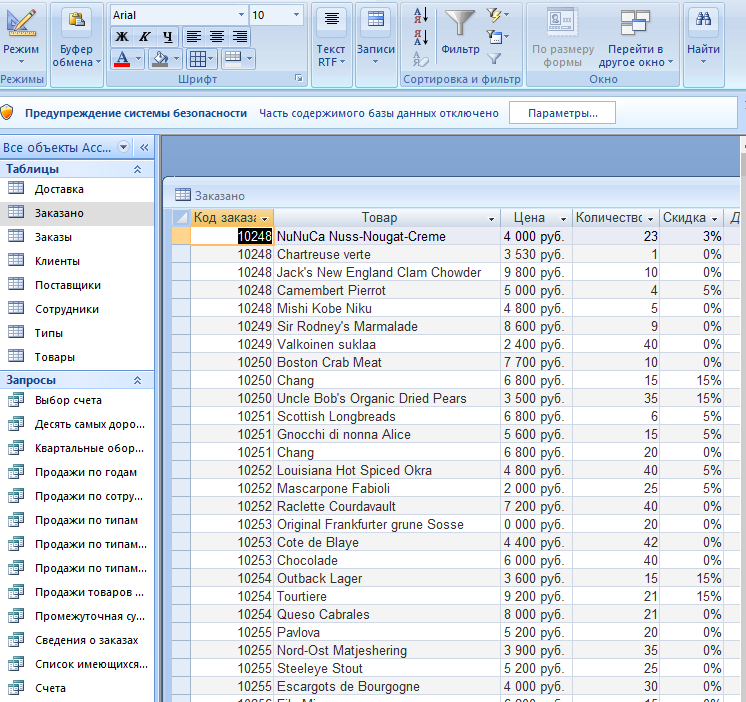 Arial 10
Режим
Буфер обмена
Ж К Ч
А
Текст RTF
Записи
Фильтр
По размеру формы
Перейти в другое окно
Найти
Режимы
Шрифт
Сортировка и фильтр
Окно
Предупреждение системы безопасности Часть содержимого базы данных отключено Параметры...
Все объекты Acc... «
Таблицы
Доставка
Заказано
Заказы
Клиенты
Поставщики
Сотрудники
Типы
Товары
Запросы
Выбор счета
Десять самых доро...
Квартальные обор...
Продажи по годам
Продажи по сотру...
Продажи по типам
Продажи по типам...
Продажи по типам...
Продажи товаров ...
Промежуточная су...
Сведения о заказах
Список имеющихся...
Счета
Заказано
Код заказа Товар Цена Количество Скидка
10248 NuNuCa Nuss-Nougat-Creme 4 000 руб. 23 3%
10248 Chartreuse verte 3 530 руб. 1 0%
10248 Jack's New England Clam Chowder 9 800 руб. 10 0%
10248 Camembert Pierrot 5 000 руб. 4 5%
10248 Mishi Kobe Niku 4 800 руб. 5 0%
10249 Sir Rodney's Marmalade 8 600 руб. 9 0%
10249 Valkoinen suklaa 2 400 руб. 40 0%
10250 Boston Crab Meat 7 700 руб. 10 0%
10250 Chang 6 800 руб. 15 15%
10250 Uncle Bob's Organic Dried Pears 3 500 руб. 35 15%
10251 Scottish Longbreads 6 800 руб. 6 5%
10251 Gnocchi di nonna Alice 4 600 руб. 15 5%
10251 Chang 6 800 руб. 20 0%
10252 Louisiana Hot Spiced Okra 4 800 руб. 40 5%
10252 Mascarpone Fabioli 2 000 руб. 25 5%
10252 Raclette Courdavault 7 200 руб. 40 0%
10253 Original Frankfurter grune Sosse 0 000 руб. 20 0%
10253 Cote de Blaye 4 400 руб. 42 0%
10253 Chocolade 6 000 руб. 40 0%
10254 Outback Lager 3 600 руб. 15 15%
10254 Tourtiere 9 200 руб. 21 15%
10254 Queso Cabrales 8 000 руб. 21 0%
10255 Pavlova 5 200 руб. 20 0%
10255 Nord-Ost Matjeshering 3 900 руб. 35 0%
10255 Steeleye Stout 5 200 руб. 25 0%
10255 Escargots de Bourgogne 4 000 руб. 30 0%